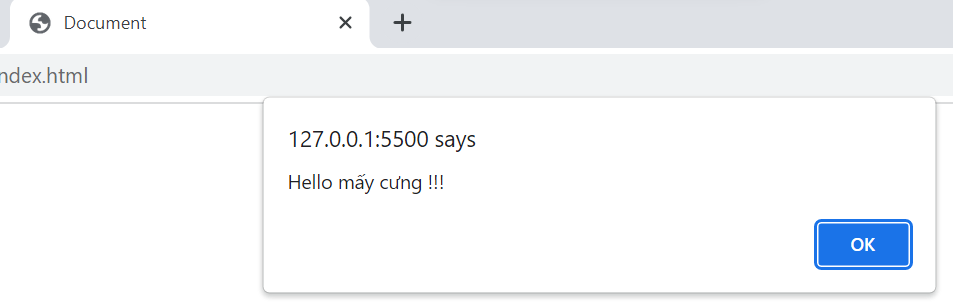 Document
ndex.html
127.0.0.1:5500 says
Hello mấy cưng !!!
OK